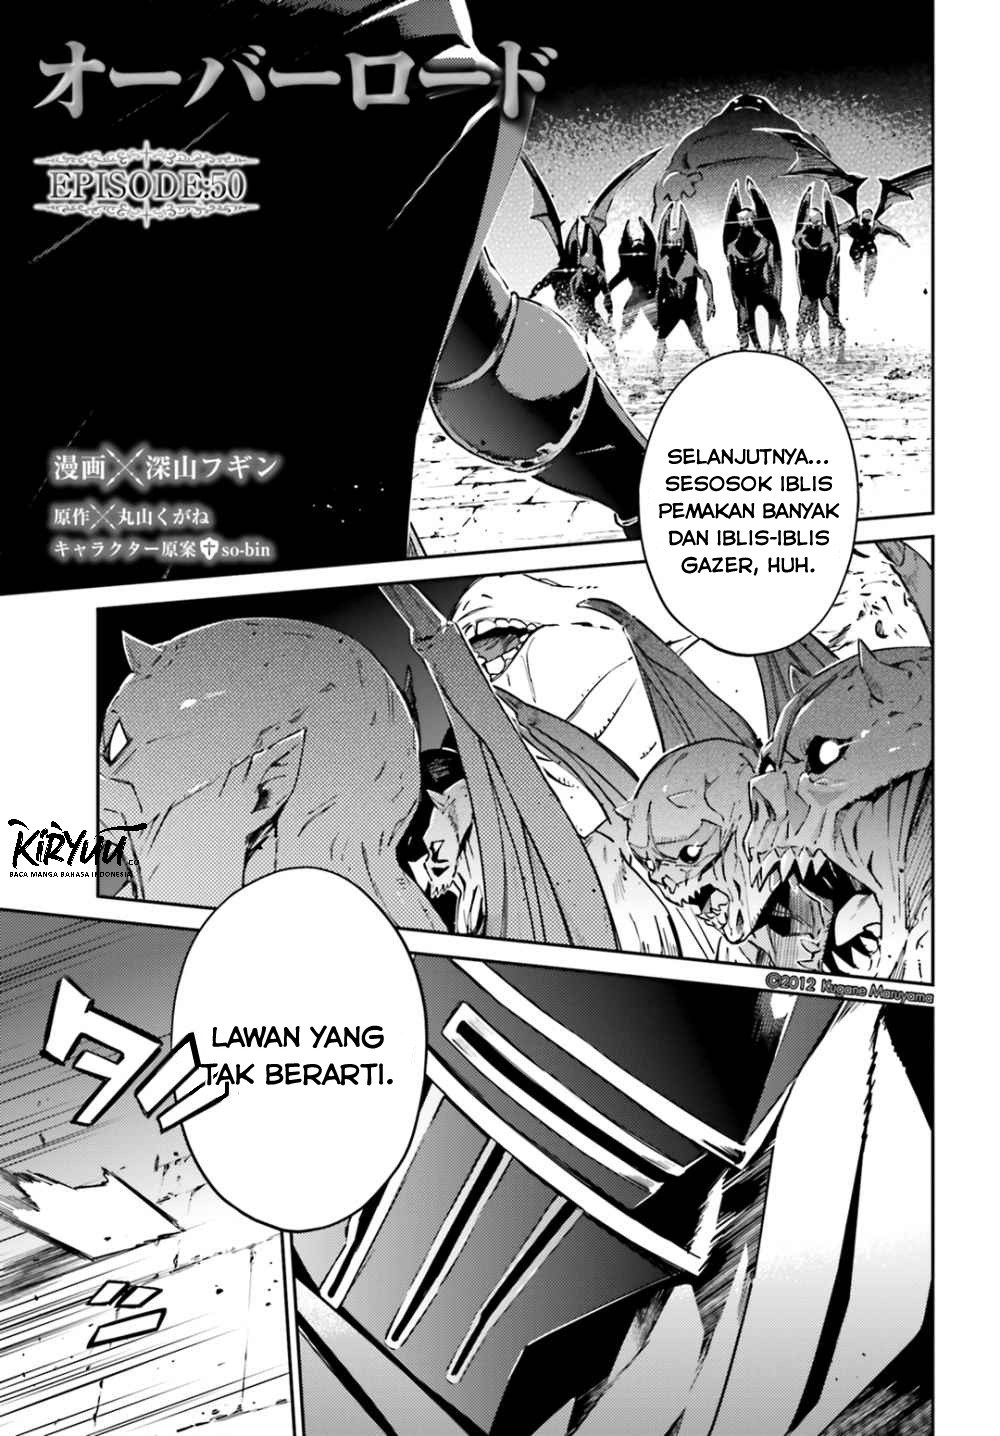 オーバーロード
EPISODE:50
漫画×深山フギン
原作×丸山くがね
キャラクター原案 so-bin
SELANJUTNYA...
SESOSOK IBLIS
PEMAKAN BANYAK
DAN IBLIS-IBLIS
GAZER, HUH.
KiRYUU.CO
BACA MANGA BAHASA INDONESIA
©2012 Kugane Maruyama
LAWAN YANG
TAK BERARTI.